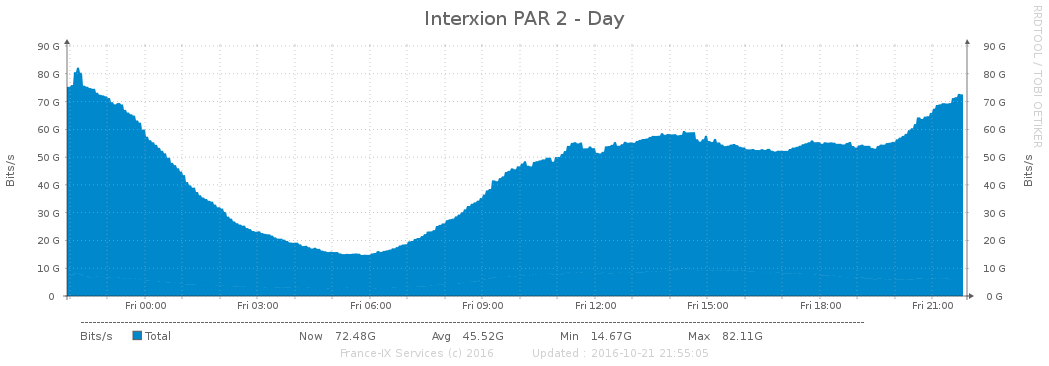 Interxion PAR 2 - Day
RRDTOOL / TOBI OETIKER
Bits/s
90 G
80 G
70 G
60 G
50 G
40 G
30 G
20 G
10 G
0
90 G
80 G
70 G
60 G
50 G
40 G
30 G
20 G
10 G
0 G
Bits/s
Fri 00:00 Fri 03:00 Fri 06:00 Fri 09:00 Fri 12:00 Fri 15:00 Fri 18:00 Fri 21:00
Bits/s Total Now 72.48G Avg 45.52G Min 14.67G Max 82.11G
France-IX Services (c) 2016 Updated : 2016-10-21 21:55:05